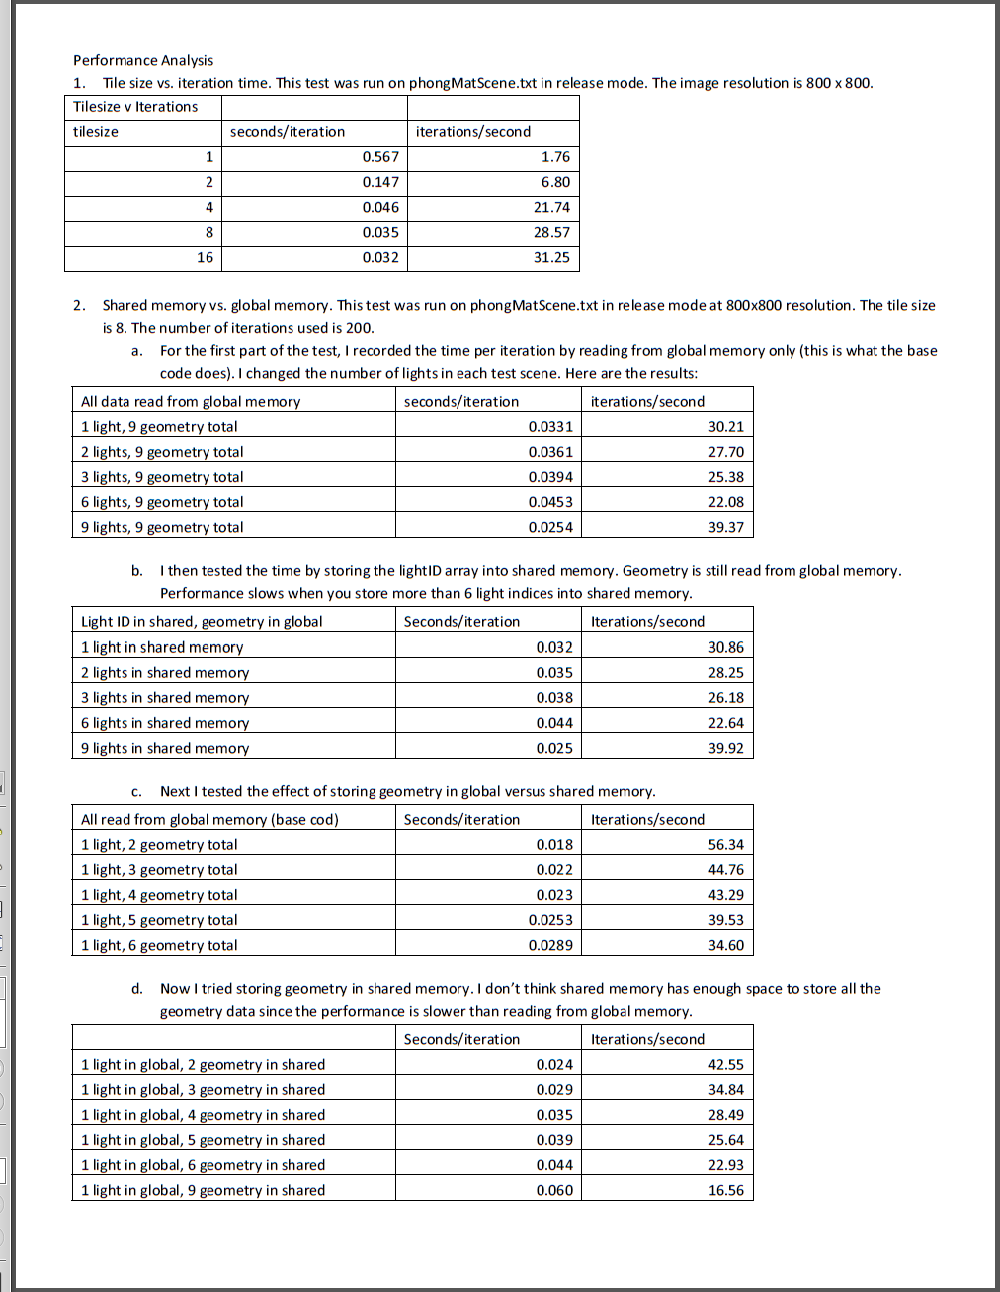 Performance Analysis
1. Tile size vs. iteration time. This test was run on phongMatScene.txt in release mode. The image resolution is 800 x 800.
Tilesize v Iterations
tilesize seconds/iteration iterations/second
1 0.567 1.76
2 0.147 6.80
4 0.046 21.74
8 0.035 28.57
16 0.032 31.25
2. Shared memory vs. global memory. This test was run on phongMatScene.txt in release mode at 800x800 resolution. The tile size
is 8. The number of iterations used is 200.
a. For the first part of the test, I recorded the time per iteration by reading from global memory only (this is what the base
code does). I changed the number of lights in each test scene. Here are the results:
All data read from global memory seconds/iteration iterations/second
1 light, 9 geometry total 0.0331 30.21
2 lights, 9 geometry total 0.0361 27.70
3 lights, 9 geometry total 0.0394 25.38
6 lights, 9 geometry total 0.0453 22.08
9 lights, 9 geometry total 0.0254 39.37
b. I then tested the time by storing the lightID array into shared memory. Geometry is still read from global memory.
Performance slows when you store more than 6 light indices into shared memory.
Light ID in shared, geometry in global Seconds/iteration Iterations/second
1 light in shared memory 0.032 30.86
2 lights in shared memory 0.035 28.25
3 lights in shared memory 0.038 26.18
6 lights in shared memory 0.044 22.64
9 lights in shared memory 0.025 39.92
c. Next I tested the effect of storing geometry in global versus shared memory.
All read from global memory (base cod) Seconds/iteration Iterations/second
1 light, 2 geometry total 0.018 56.34
1 light, 3 geometry total 0.022 44.76
1 light, 4 geometry total 0.023 43.29
1 light, 5 geometry total 0.0253 39.53
1 light, 6 geometry total 0.0289 34.60
d. Now I tried storing geometry in shared memory. I don't think shared memory has enough space to store all the
geometry data since the performance is slower than reading from global memory.
Seconds/iteration Iterations/second
1 light in global, 2 geometry in shared 0.024 42.55
1 light in global, 3 geometry in shared 0.029 34.84
1 light in global, 4 geometry in shared 0.035 28.49
1 light in global, 5 geometry in shared 0.039 25.64
1 light in global, 6 geometry in shared 0.044 22.93
1 light in global, 9 geometry in shared 0.060 16.56